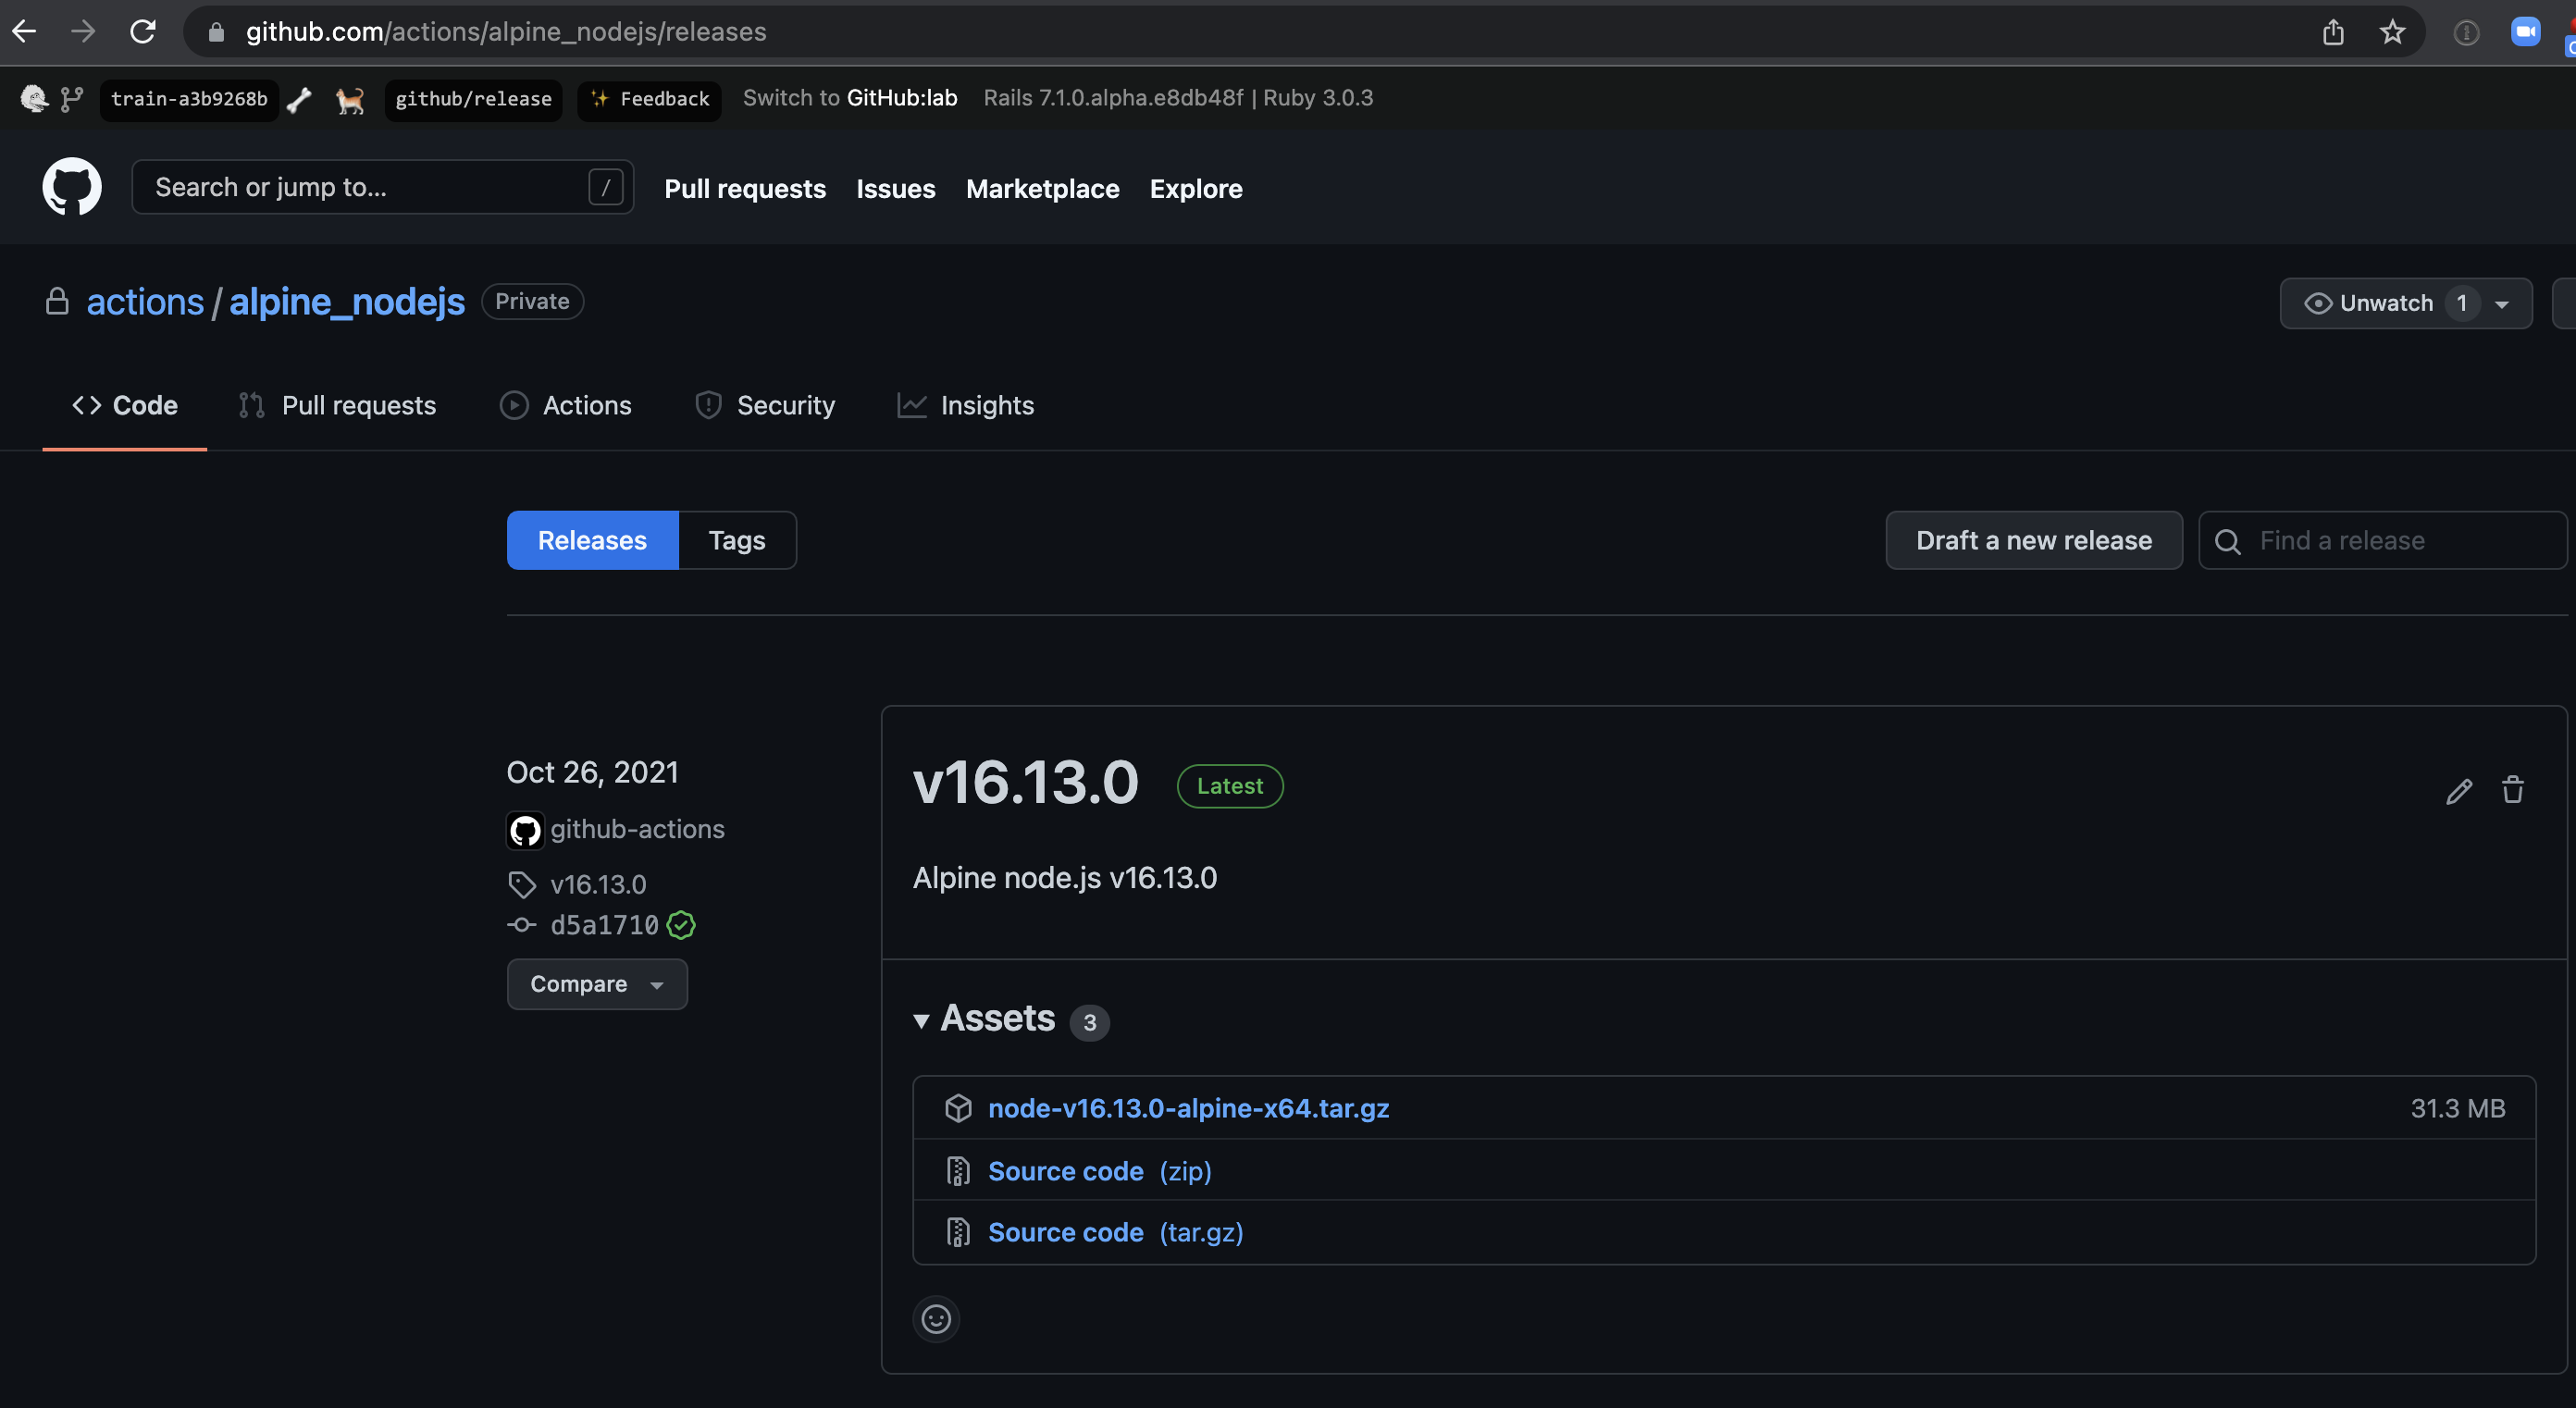 github.com/actions/alpine_nodejs/releases
train-a3b9268b github/release ✨ Feedback Switch to GitHub:lab Rails 7.1.0.alpha.e8db48f | Ruby 3.0.3
Search or jump to... / Pull requests Issues Marketplace Explore
actions / alpine_nodejs Private Unwatch 1
Code Pull requests Actions Security Insights
Releases Tags Draft a new release Find a release
Oct 26, 2021
github-actions
v16.13.0
d5a1710
Compare
v16.13.0 Latest
Alpine node.js v16.13.0
Assets 3
node-v16.13.0-alpine-x64.tar.gz 31.3 MB
Source code (zip)
Source code (tar.gz)